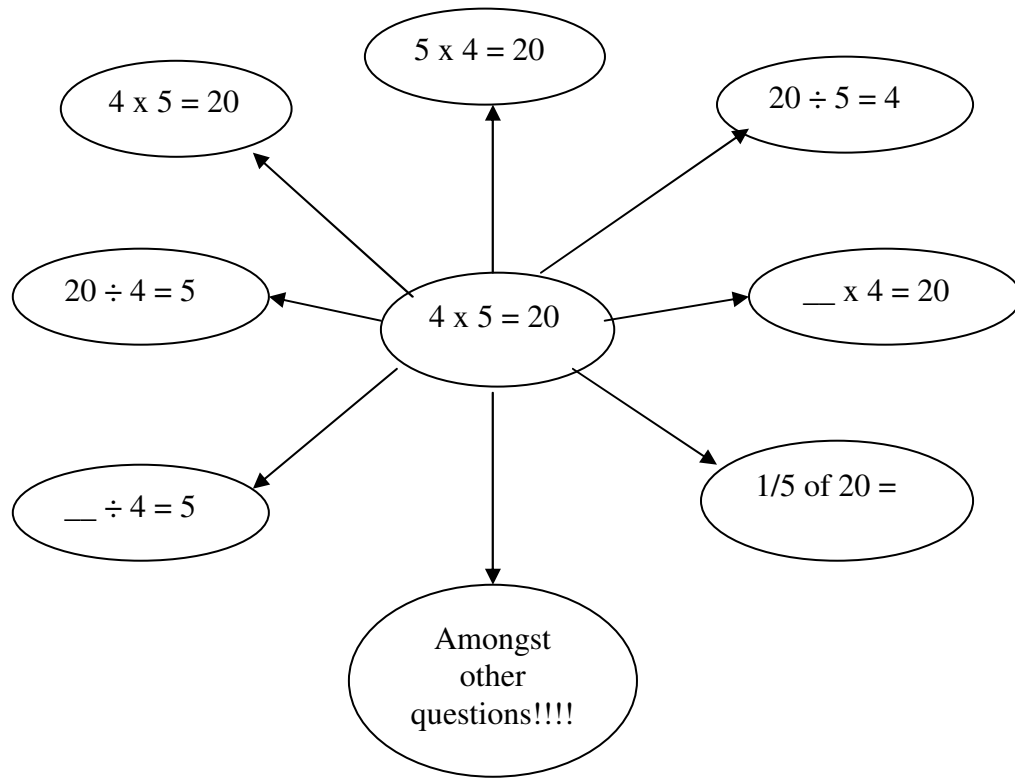 5 x 4 = 20
4 x 5 = 20
20 ÷ 5 = 4
20 ÷ 4 = 5
4 x 5 = 20
__ x 4 = 20
__ ÷ 4 = 5
1/5 of 20 =
Amongst
other
questions!!!!